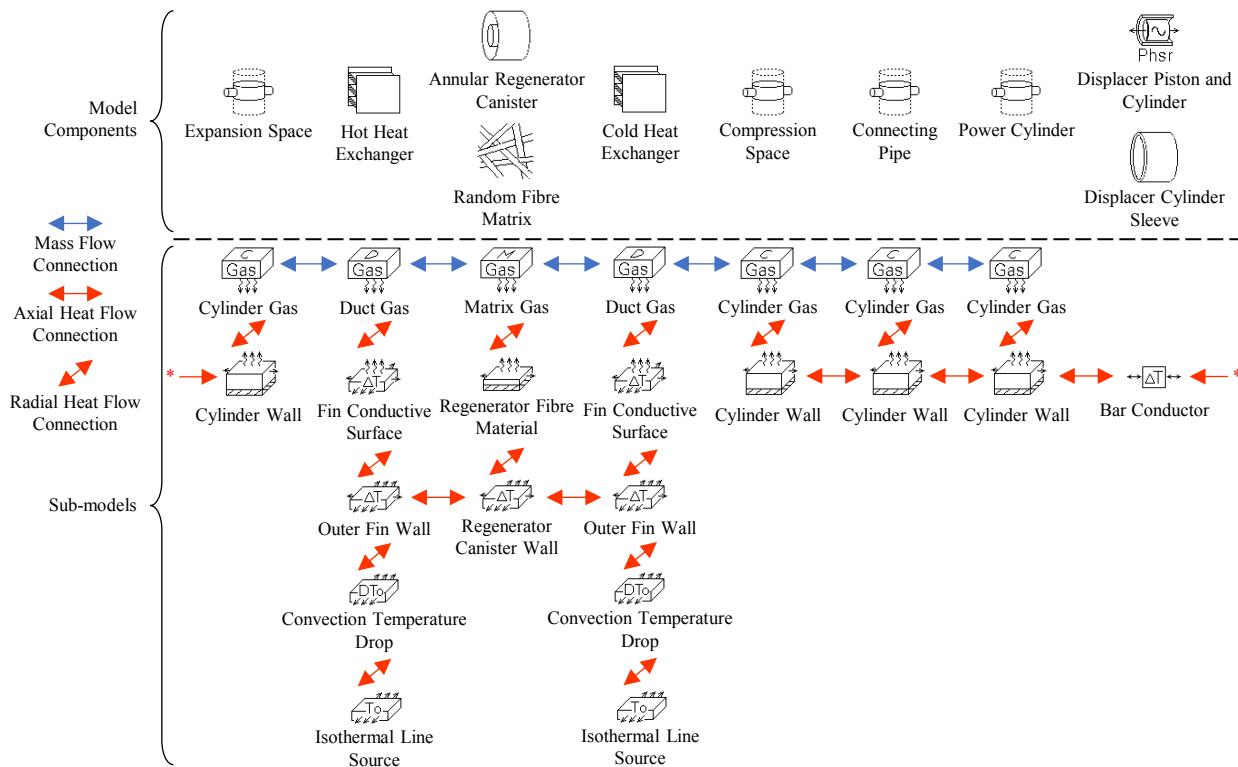 Phsr
Annular Regenerator
Canister
Displacer Piston and
Cylinder
Model
Components
Expansion Space
Hot Heat
Exchanger
Cold Heat
Exchanger
Compression
Space
Connecting
Pipe
Power Cylinder
Random Fibre
Matrix
Displacer Cylinder
Sleeve
Mass Flow
Connection
Axial Heat Flow
Connection
Radial Heat Flow
Connection
Sub-models
C
Gas
D
Gas
M
Gas
D
Gas
C
Gas
C
Gas
C
Gas
Cylinder Gas
Duct Gas
Matrix Gas
Duct Gas
Cylinder Gas
Cylinder Gas
Cylinder Gas
*
ΔT
ΔT
ΔT
*
Cylinder Wall
Fin Conductive
Surface
Regenerator Fibre
Material
Fin Conductive
Surface
Cylinder Wall
Cylinder Wall
Cylinder Wall
Bar Conductor
ΔT
ΔT
ΔT
Outer Fin Wall
Regenerator
Canister Wall
Outer Fin Wall
DTo
DTo
Convection Temperature
Drop
Convection Temperature
Drop
To
To
Isothermal Line
Source
Isothermal Line
Source